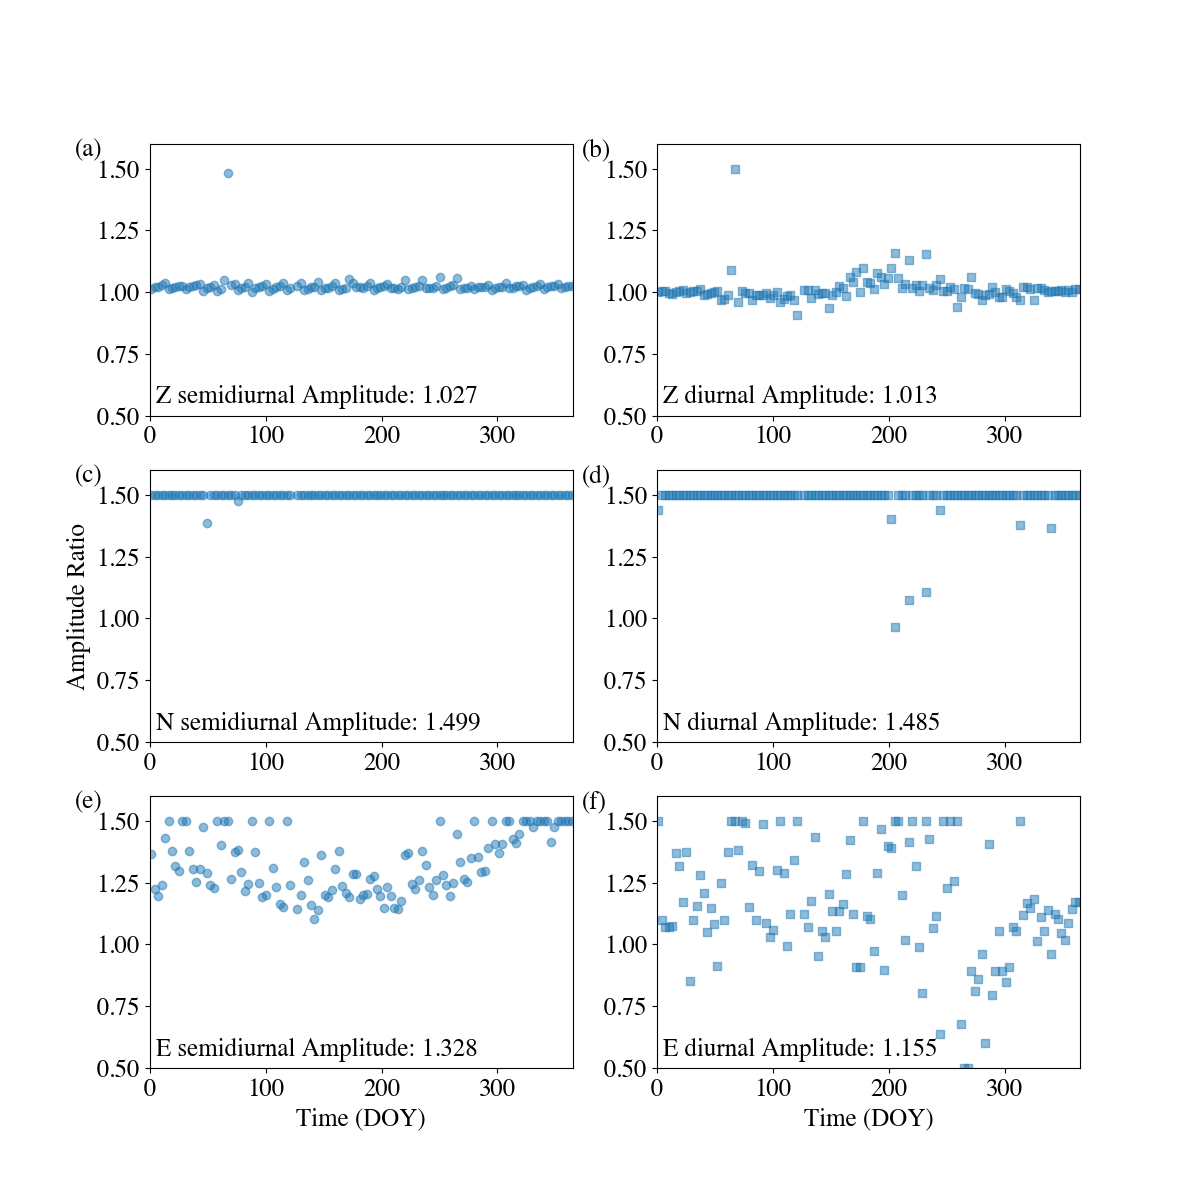 (a)
1.50
1.25
1.00
0.75
0.50
Z semidiurnal Amplitude: 1.027
0 100 200 300
(b)
1.50
1.25
1.00
0.75
0.50
Z diurnal Amplitude: 1.013
0 100 200 300
Amplitude Ratio
(c)
1.50
1.25
1.00
0.75
0.50
N semidiurnal Amplitude: 1.499
0 100 200 300
(d)
1.50
1.25
1.00
0.75
0.50
N diurnal Amplitude: 1.485
0 100 200 300
(e)
1.50
1.25
1.00
0.75
0.50
E semidiurnal Amplitude: 1.328
0 100 200 300
Time (DOY)
(f)
1.50
1.25
1.00
0.75
0.50
E diurnal Amplitude: 1.155
0 100 200 300
Time (DOY)